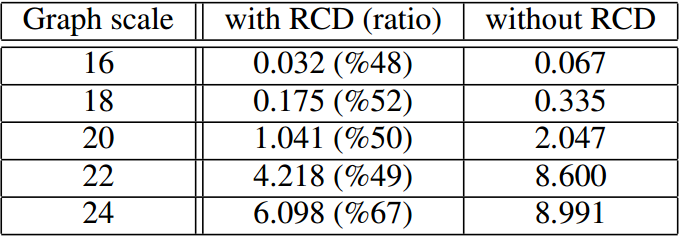 Graph scale with RCD (ratio) without RCD
16 0.032 (%48) 0.067
18 0.175 (%52) 0.335
20 1.041 (%50) 2.047
22 4.218 (%49) 8.600
24 6.098 (%67) 8.991